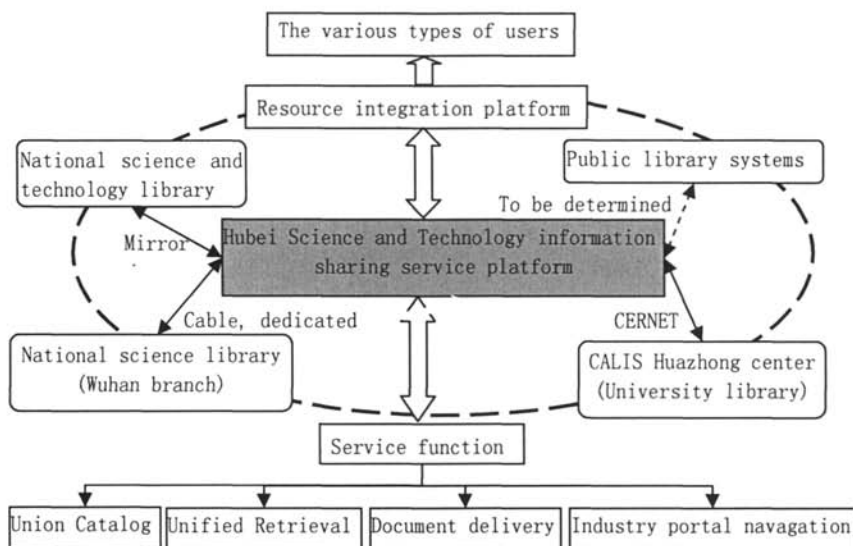 The various types of users
Resource integration platform
National science and
technology library
Public library systems
To be determined
Mirror
Hubei Science and Technology information
sharing service platform
Cable, dedicated
CERNET
National science library
(Wuhan branch)
CALIS Huazhong center
(University library)
Service function
Union Catalog
Unified Retrieval
Document delivery
Industry portal navagation